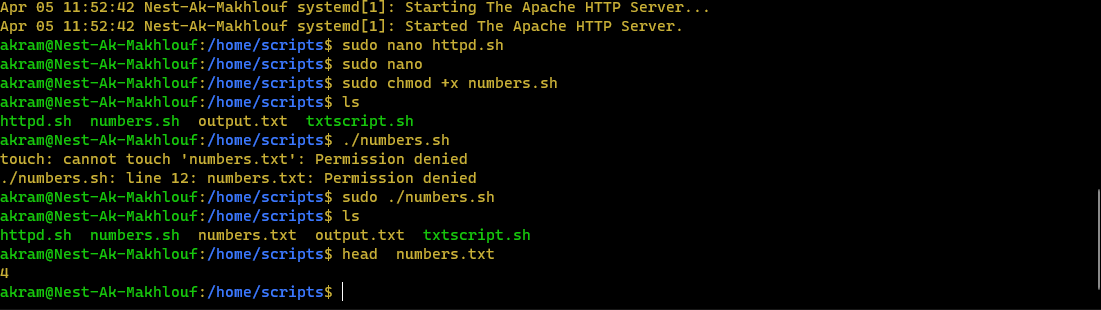 Apr 05 11:52:42 Nest-Ak-Makhlouf systemd[1]: Starting The Apache HTTP Server...
Apr 05 11:52:42 Nest-Ak-Makhlouf systemd[1]: Started The Apache HTTP Server.
akram@Nest-Ak-Makhlouf:/home/scripts$ sudo nano httpd.sh
akram@Nest-Ak-Makhlouf:/home/scripts$ sudo nano
akram@Nest-Ak-Makhlouf:/home/scripts$ sudo chmod +x numbers.sh
akram@Nest-Ak-Makhlouf:/home/scripts$ ls
httpd.sh  numbers.sh  output.txt  txtscript.sh
akram@Nest-Ak-Makhlouf:/home/scripts$ ./numbers.sh
touch: cannot touch 'numbers.txt': Permission denied
./numbers.sh: line 12: numbers.txt: Permission denied
akram@Nest-Ak-Makhlouf:/home/scripts$ sudo ./numbers.sh
akram@Nest-Ak-Makhlouf:/home/scripts$ ls
httpd.sh  numbers.sh  numbers.txt  output.txt  txtscript.sh
akram@Nest-Ak-Makhlouf:/home/scripts$ head  numbers.txt
4
akram@Nest-Ak-Makhlouf:/home/scripts$